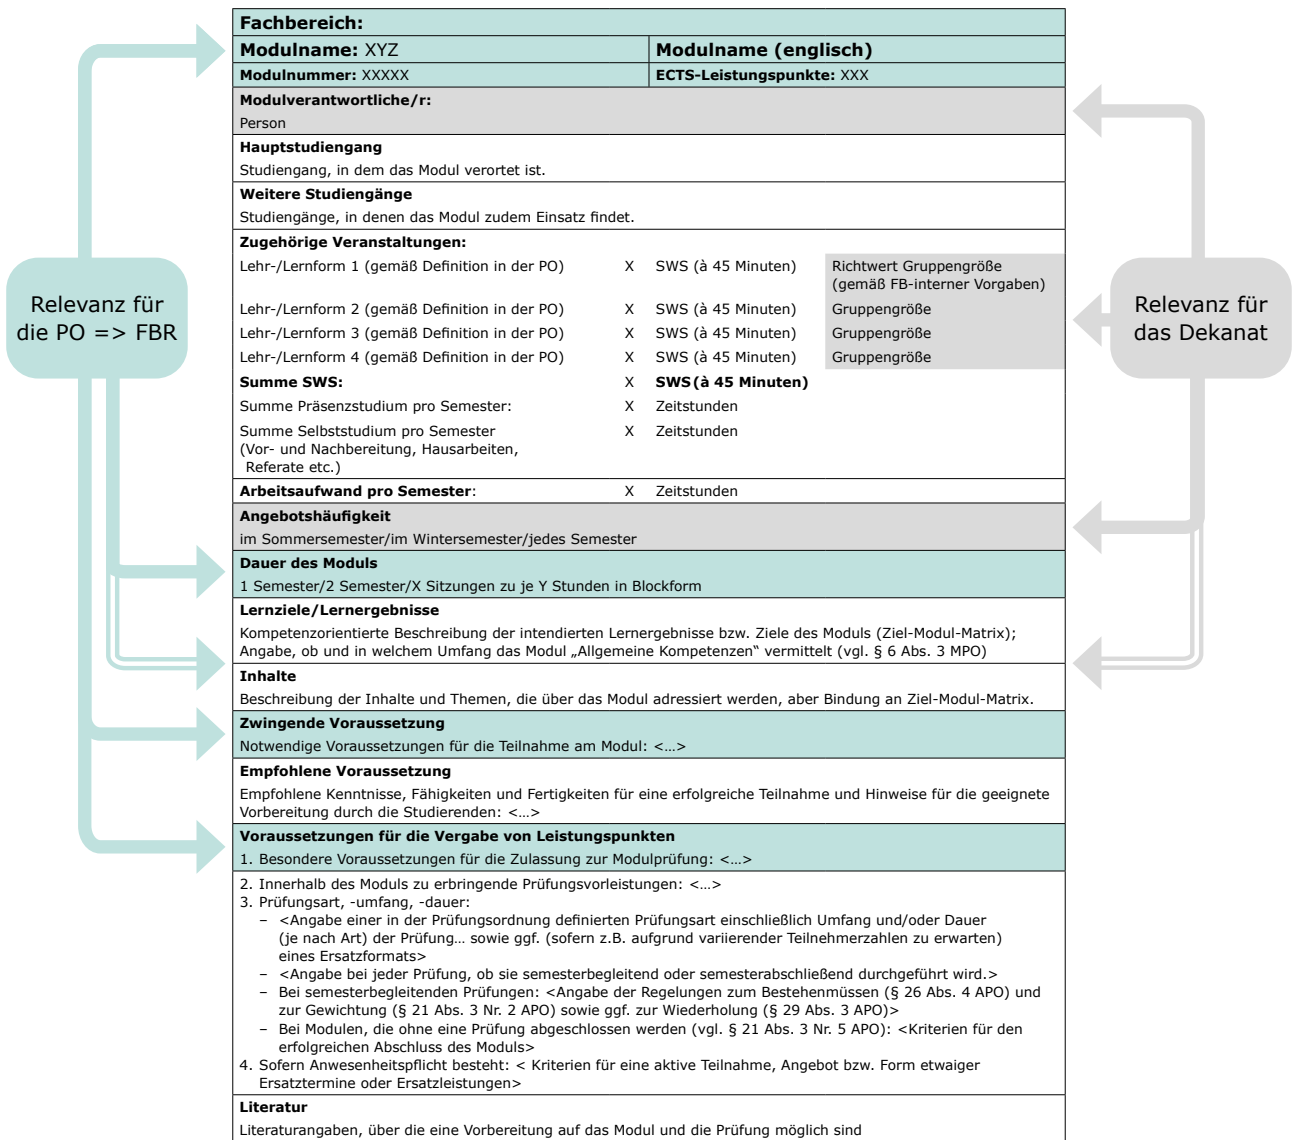 Fachbereich:
Modulname: XYZ
Modulname (englisch)
Modulnummer: XXXXX
ECTS-Leistungspunkte: XXX
Modulverantwortliche/r:
Person
Hauptstudiengang
Studiengang, in dem das Modul verortet ist.
Weitere Studiengänge
Studiengänge, in denen das Modul zudem Einsatz findet.
Zugehörige Veranstaltungen:
Lehr-/Lernform 1 (gemäß Definition in der PO) X SWS (à 45 Minuten) Richtwert Gruppengröße
(gemäß FB-interner Vorgaben)
Lehr-/Lernform 2 (gemäß Definition in der PO) X SWS (à 45 Minuten) Gruppengröße
Lehr-/Lernform 3 (gemäß Definition in der PO) X SWS (à 45 Minuten) Gruppengröße
Lehr-/Lernform 4 (gemäß Definition in der PO) X SWS (à 45 Minuten) Gruppengröße
Summe SWS: X SWS (à 45 Minuten)
Summe Präsenzstudium pro Semester: X Zeitstunden
Summe Selbststudium pro Semester X Zeitstunden
(Vor- und Nachbereitung, Hausarbeiten,
Referate etc.)
Arbeitsaufwand pro Semester: X Zeitstunden
Angebotshäufigkeit
im Sommersemester/im Wintersemester/jedes Semester
Dauer des Moduls
1 Semester/2 Semester/X Sitzungen zu je Y Stunden in Blockform
Lernziele/Lernergebnisse
Kompetenzorientierte Beschreibung der intendierten Lernergebnisse bzw. Ziele des Moduls (Ziel-Modul-Matrix);
Angabe, ob und in welchem Umfang das Modul „Allgemeine Kompetenzen“ vermittelt (vgl. § 6 Abs. 3 MPO)
Inhalte
Beschreibung der Inhalte und Themen, die über das Modul adressiert werden, aber Bindung an Ziel-Modul-Matrix.
Zwingende Voraussetzung
Notwendige Voraussetzungen für die Teilnahme am Modul: <…>
Empfohlene Voraussetzung
Empfohlene Kenntnisse, Fähigkeiten und Fertigkeiten für eine erfolgreiche Teilnahme und Hinweise für die geeignete
Vorbereitung durch die Studierenden: <…>
Voraussetzungen für die Vergabe von Leistungspunkten
1. Besondere Voraussetzungen für die Zulassung zur Modulprüfung: <…>
2. Innerhalb des Moduls zu erbringende Prüfungsvorleistungen: <…>
3. Prüfungsart, -umfang, -dauer:
– <Angabe einer in der Prüfungsordnung definierten Prüfungsart einschließlich Umfang und/oder Dauer
(je nach Art) der Prüfung… sowie ggf. (sofern z.B. aufgrund variierender Teilnehmerzahlen zu erwarten)
eines Ersatzformats>
– <Angabe bei jeder Prüfung, ob sie semesterbegleitend oder semesterabschließend durchgeführt wird.>
– Bei semesterbegleitenden Prüfungen: <Angabe der Regelungen zum Bestehenmüssen (§ 26 Abs. 4 APO) und
zur Gewichtung (§ 21 Abs. 3 Nr. 2 APO) sowie ggf. zur Wiederholung (§ 29 Abs. 3 APO)>
– Bei Modulen, die ohne eine Prüfung abgeschlossen werden (vgl. § 21 Abs. 3 Nr. 5 APO): <Kriterien für den
erfolgreichen Abschluss des Moduls>
4. Sofern Anwesenheitspflicht besteht: < Kriterien für eine aktive Teilnahme, Angebot bzw. Form etwaiger
Ersatztermine oder Ersatzleistungen>
Literatur
Literaturangaben, über die eine Vorbereitung auf das Modul und die Prüfung möglich sind
Relevanz für
die PO => FBR
Relevanz für
das Dekanat